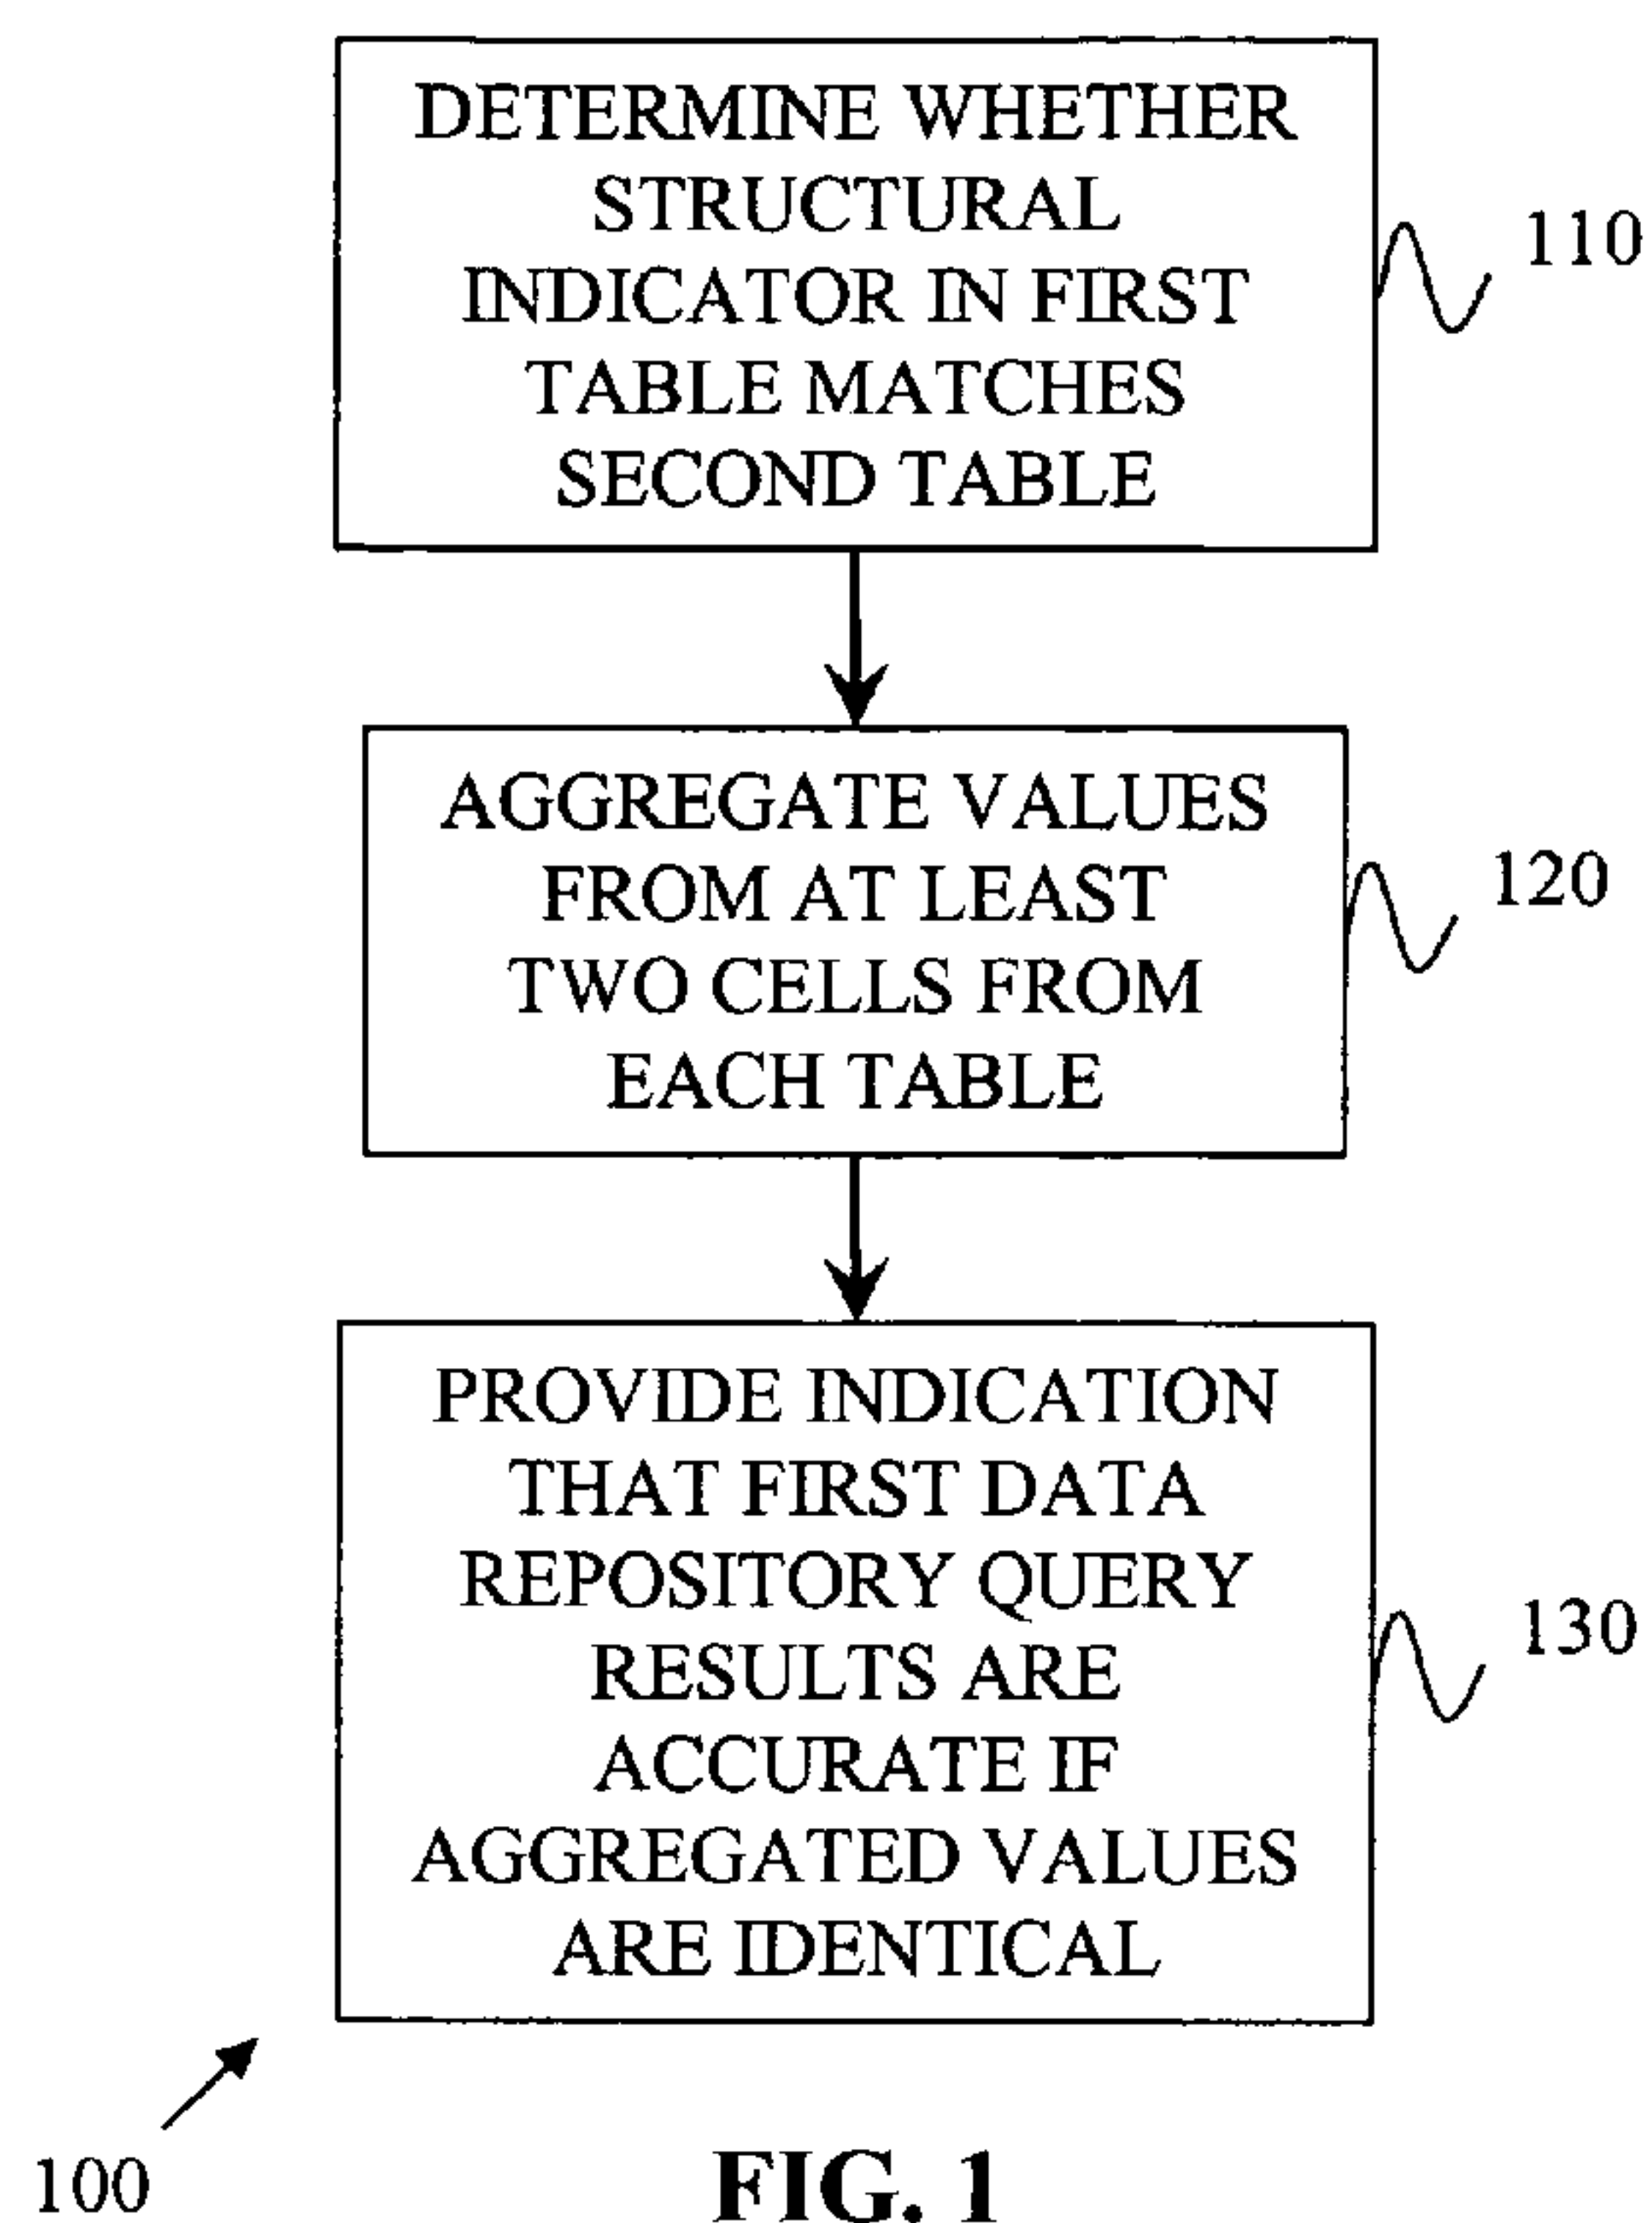 DETERMINE WHETHER
STRUCTURAL
INDICATOR IN FIRST
TABLE MATCHES
SECOND TABLE
110
AGGREGATE VALUES
FROM AT LEAST
TWO CELLS FROM
EACH TABLE
120
PROVIDE INDICATION
THAT FIRST DATA
REPOSITORY QUERY
RESULTS ARE
ACCURATE IF
AGGREGATED VALUES
ARE IDENTICAL
130
100
FIG. 1